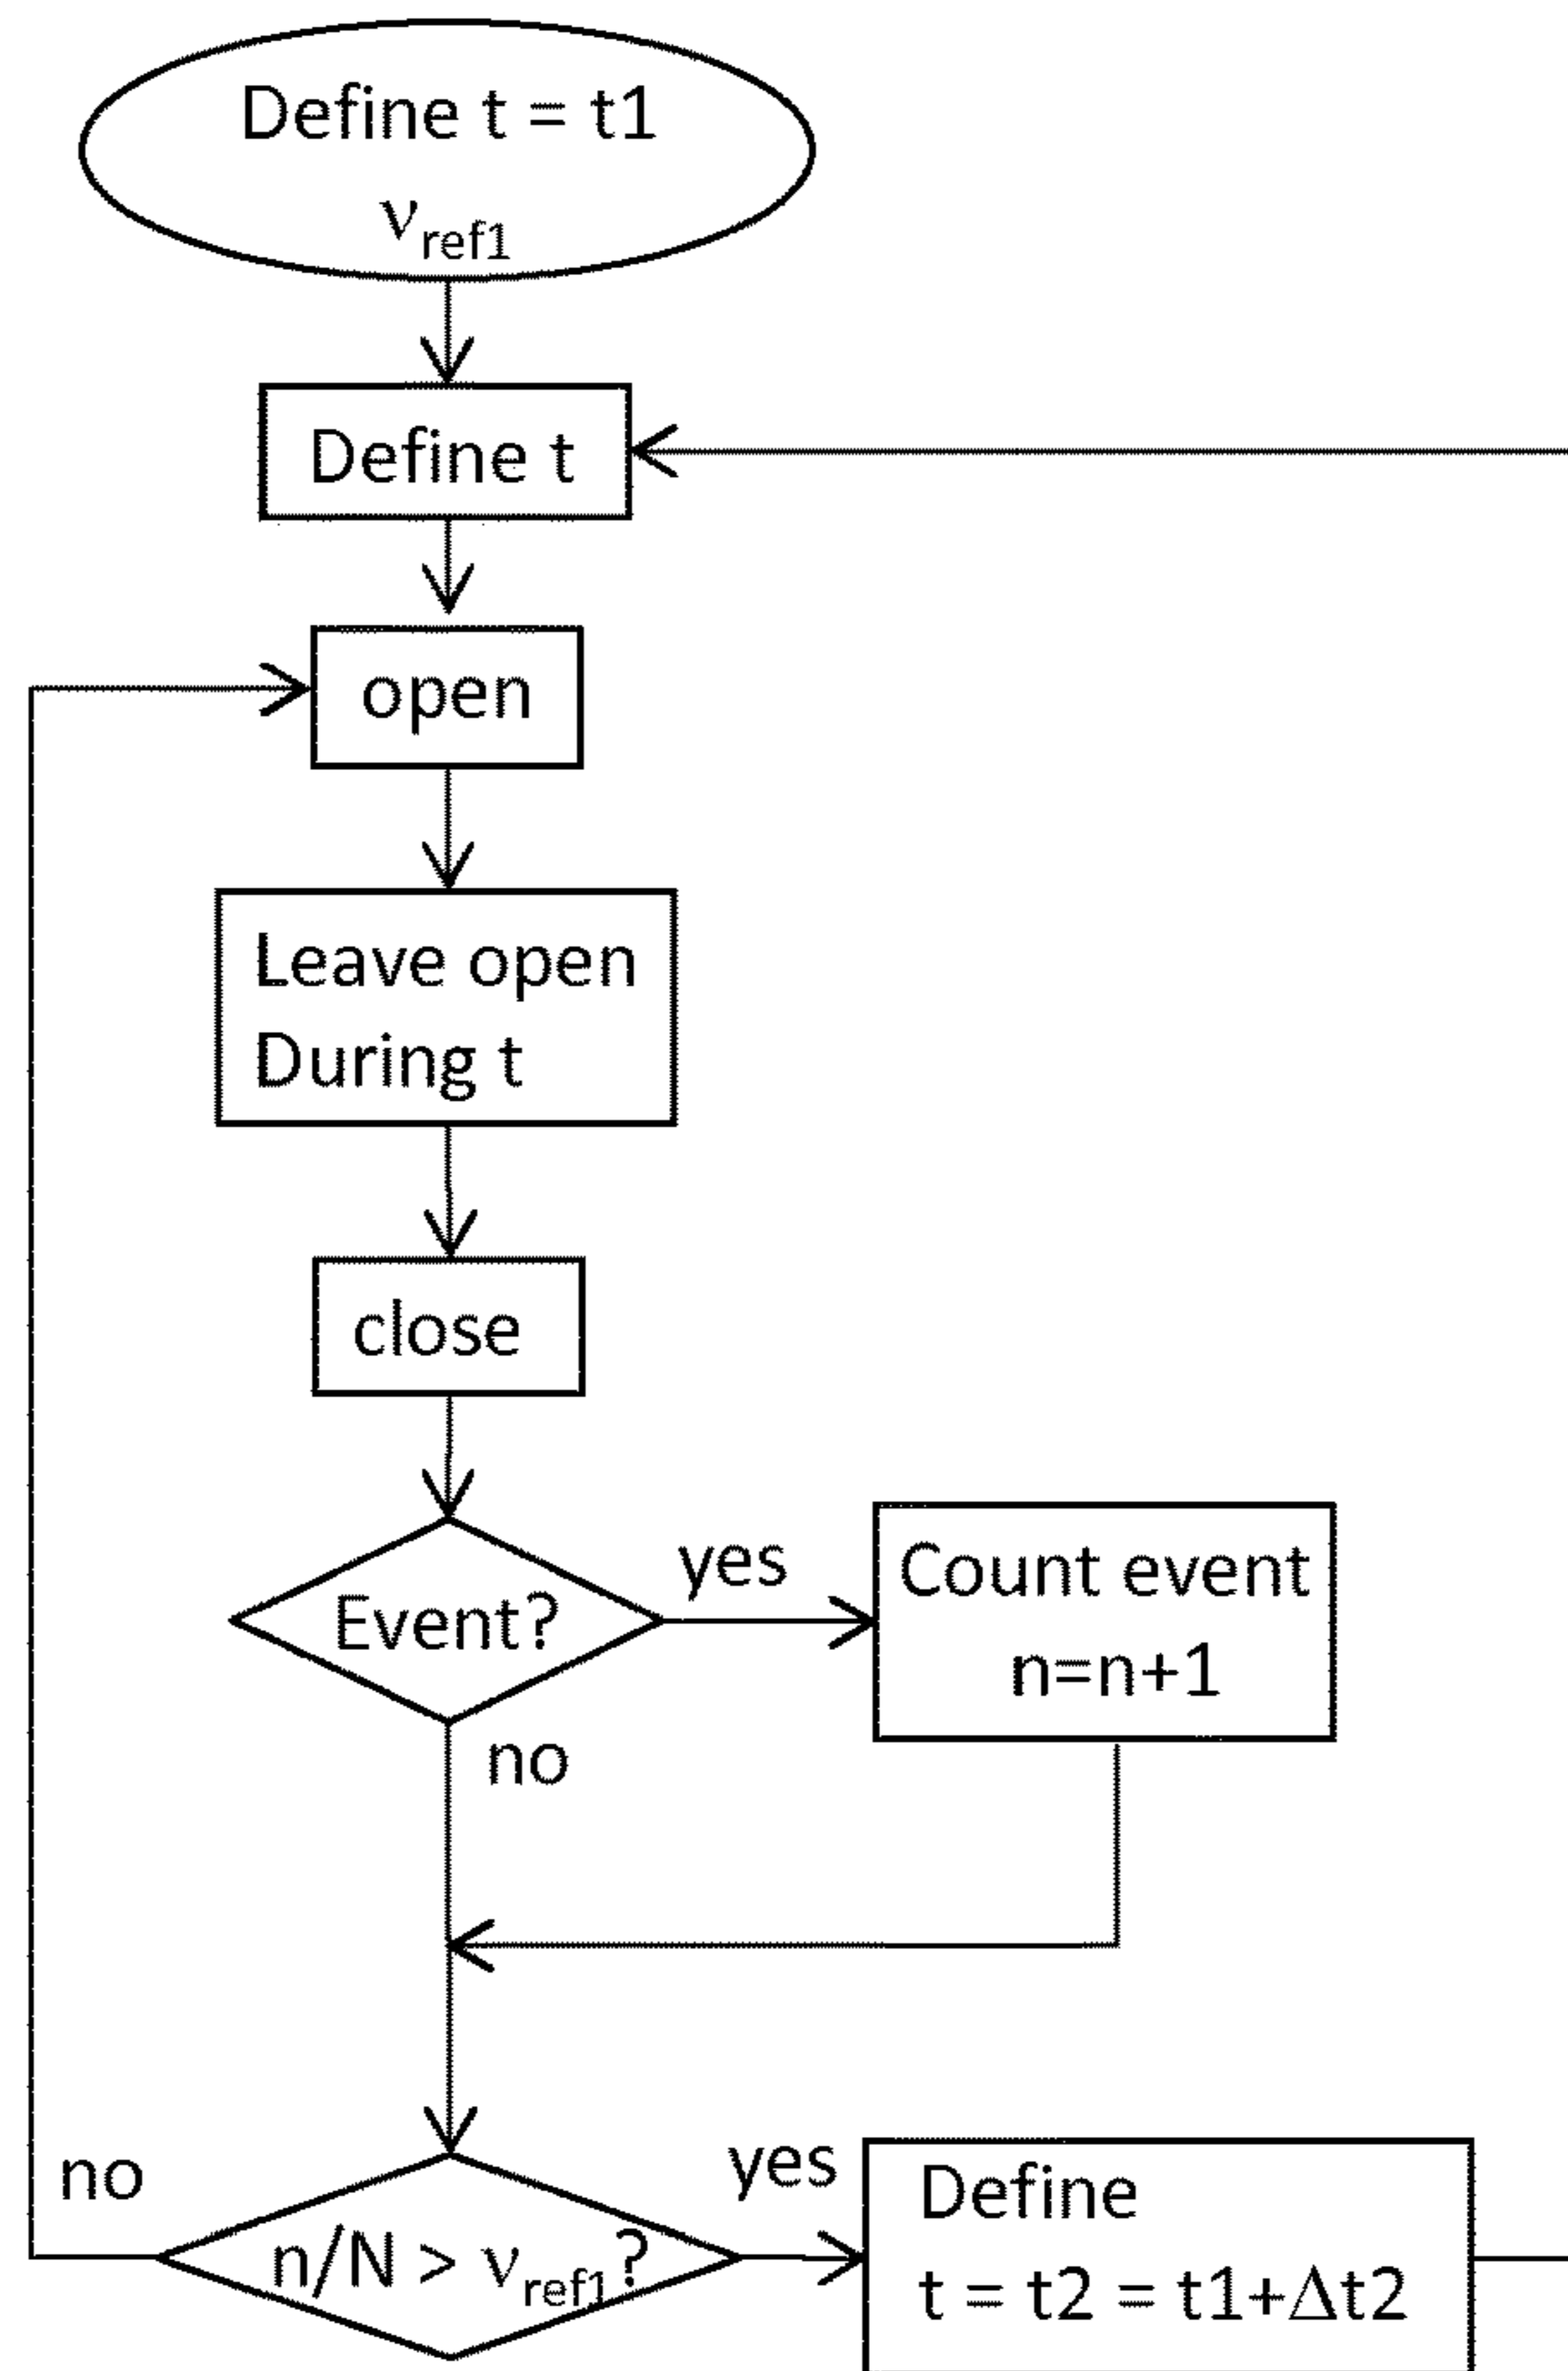 Define t = t1
νref1
Define t
open
Leave open
During t
close
Event?
yes
Count event
n=n+1
no
no
n/N > νref1?
yes
Define
t = t2 = t1+Δt2